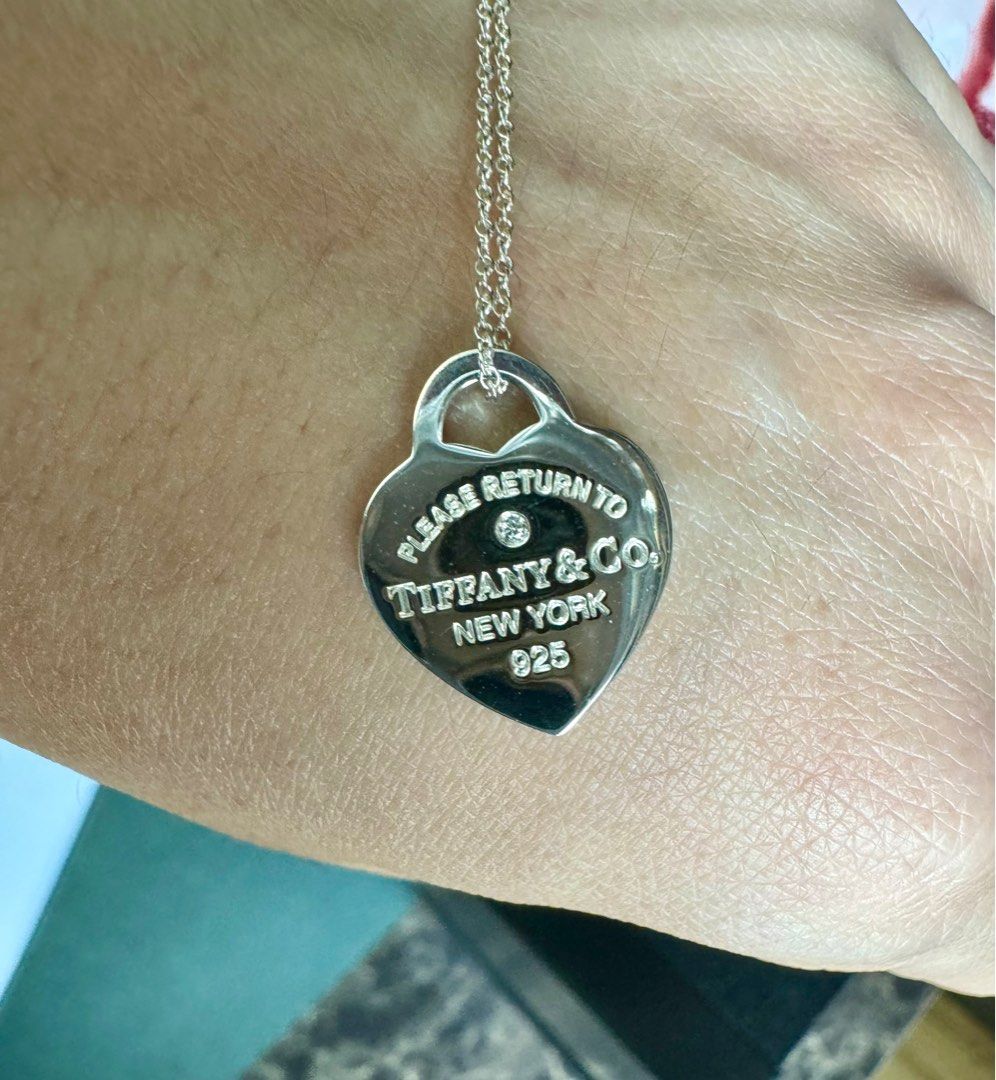 PLEASE RETURN TO
TIFFANY & CO.
NEW YORK
925